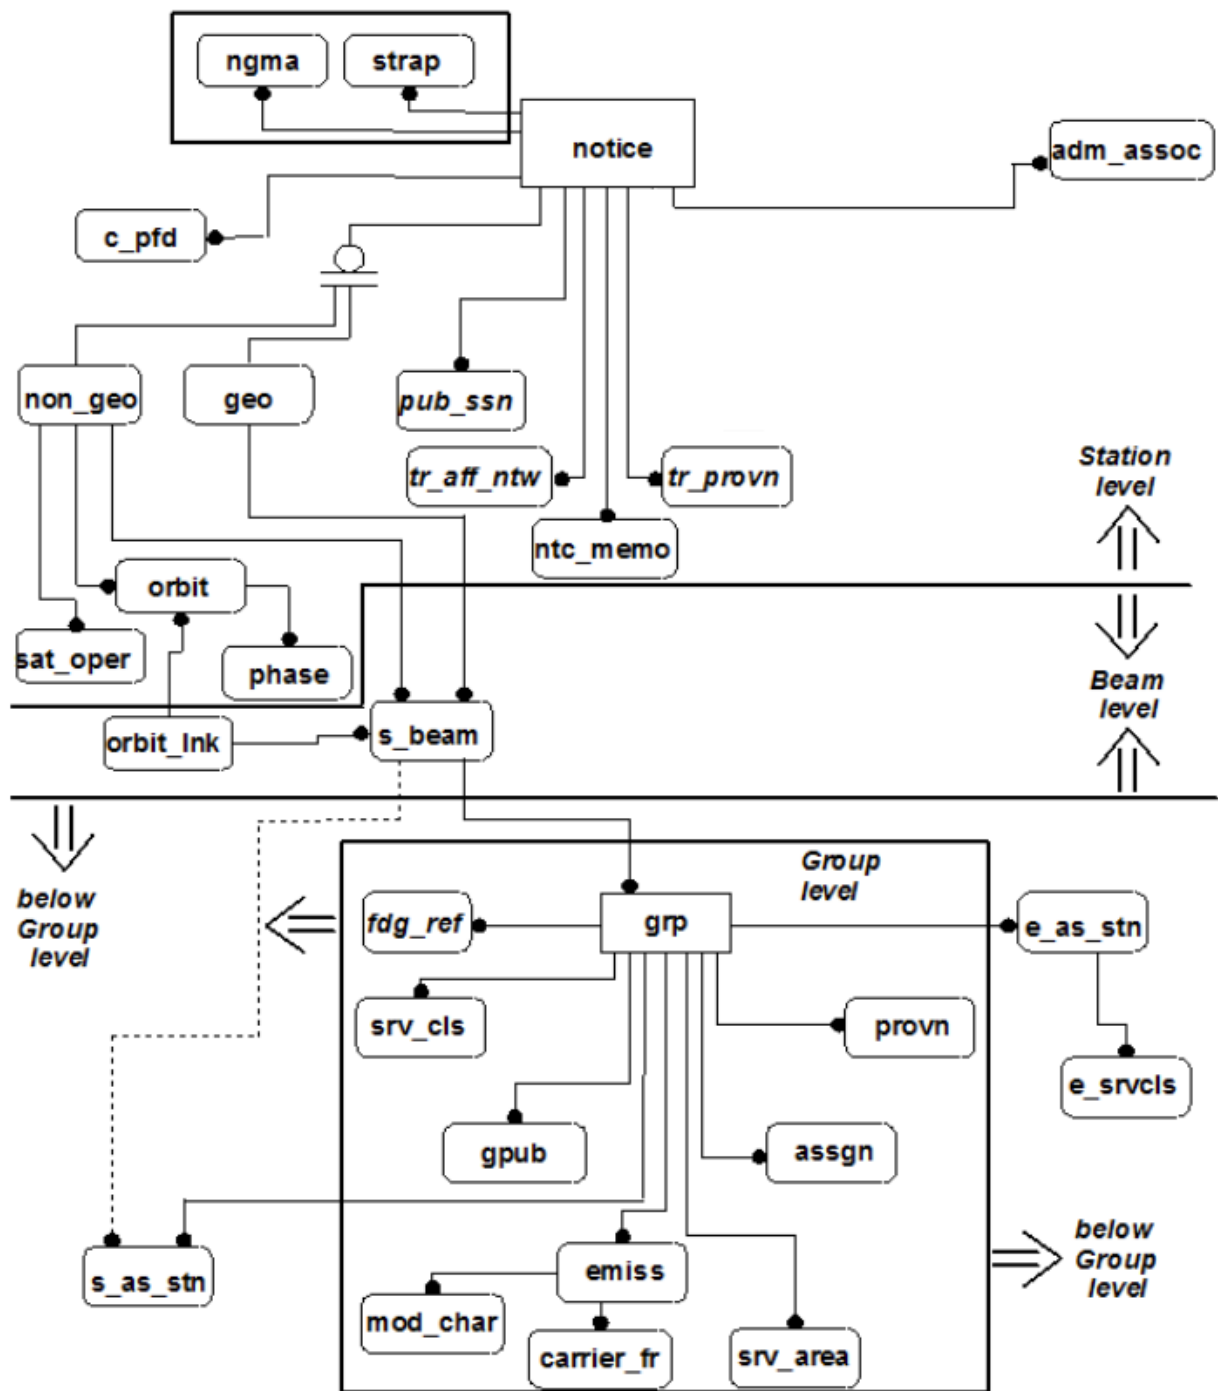 ngma
strap
notice
adm_assoc
c_pfd
non_geo
geo
pub_ssn
tr_aff_ntw
tr_provn
Station
level
ntc_memo
orbit
sat_oper
phase
Beam
level
orbit_lnk
s_beam
below
Group
level
Group
level
fdg_ref
grp
e_as_stn
srv_cls
provn
e_srvcls
gpub
assgn
s_as_stn
emiss
below
Group
level
mod_char
carrier_fr
srv_area